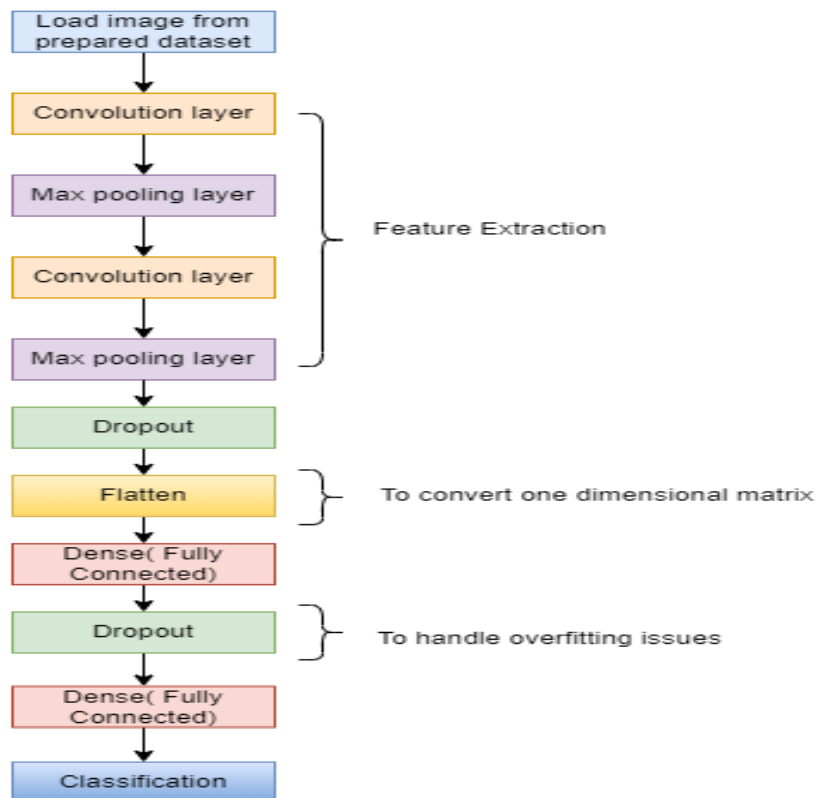 Load image from
prepared dataset
Convolution layer
Max pooling layer
Feature Extraction
Convolution layer
Max pooling layer
Dropout
Flatten
To convert one dimensional matrix
Dense( Fully
Connected)
Dropout
To handle overfitting issues
Dense( Fully
Connected)
Classification